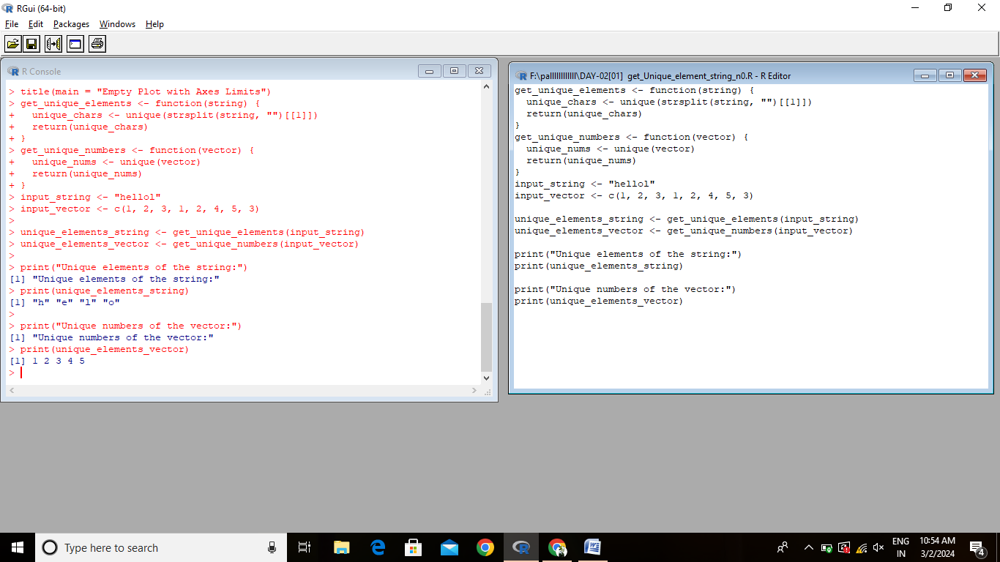 RGui (64-bit)
File Edit Packages Windows Help
R Console
> title(main = "Empty Plot with Axes Limits")
> get_unique_elements <- function(string) {
+   unique_chars <- unique(strsplit(string, "")[[1]])
+   return(unique_chars)
+ }
> get_unique_numbers <- function(vector) {
+   unique_nums <- unique(vector)
+   return(unique_nums)
+ }
> input_string <- "hellol"
> input_vector <- c(1, 2, 3, 1, 2, 4, 5, 3)
>
> unique_elements_string <- get_unique_elements(input_string)
> unique_elements_vector <- get_unique_numbers(input_vector)
>
> print("Unique elements of the string:")
[1] "Unique elements of the string:"
> print(unique_elements_string)
[1] "h" "e" "l" "o"
>
> print("Unique numbers of the vector:")
[1] "Unique numbers of the vector:"
> print(unique_elements_vector)
[1] 1 2 3 4 5
>
get_Unique_element_string_n0.R - R Editor
get_unique_elements <- function(string) {
  unique_chars <- unique(strsplit(string, "")[[1]])
  return(unique_chars)
}
get_unique_numbers <- function(vector) {
  unique_nums <- unique(vector)
  return(unique_nums)
}
input_string <- "hellol"
input_vector <- c(1, 2, 3, 1, 2, 4, 5, 3)
unique_elements_string <- get_unique_elements(input_string)
unique_elements_vector <- get_unique_numbers(input_vector)
print("Unique elements of the string:")
print(unique_elements_string)
print("Unique numbers of the vector:")
print(unique_elements_vector)
Type here to search
ENG
IN
10:54 AM
3/2/2024
4